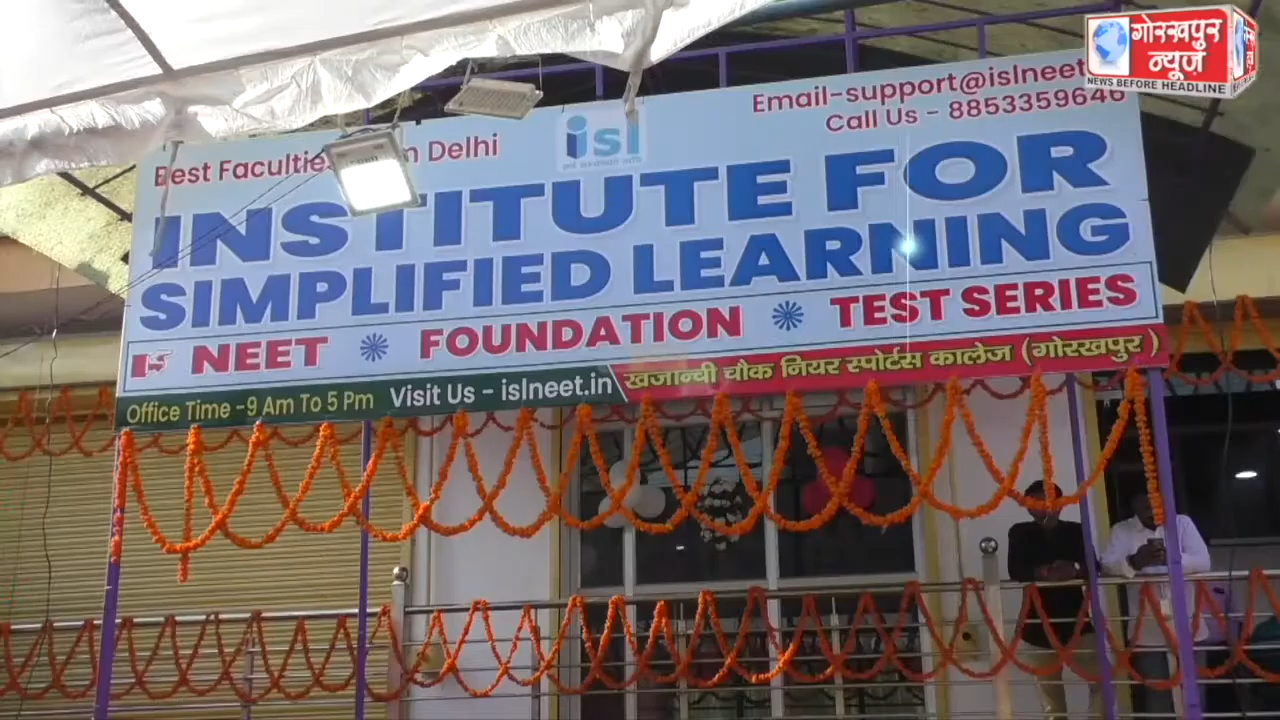 गोरखपुर
न्यूज़
NEWS BEFORE HEADLINE
Email-support@islneet
Call Us - 8853359646
Best Faculties Delhi
isl
INSTITUTE FOR
SIMPLIFIED LEARNING
NEET FOUNDATION TEST SERIES
Office Time -9 Am To 5 Pm
Visit Us - islneet.in
खजान्ची चौक नियर स्पोर्टस कालेज (गोरखपुर )